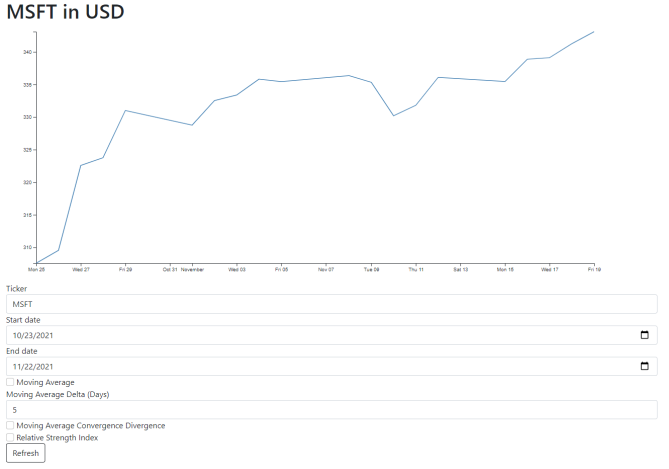 MSFT in USD
340
335
330
325
320
315
310
Mon 25 Wed 27 Fri 29 Oct 31 November Wed 03 Fri 05 Nov 07 Tue 09 Thu 11 Sat 13 Mon 15 Wed 17 Fri 19
Ticker
MSFT
Start date
10/23/2021
End date
11/22/2021
Moving Average
Moving Average Delta (Days)
5
Moving Average Convergence Divergence
Relative Strength Index
Refresh